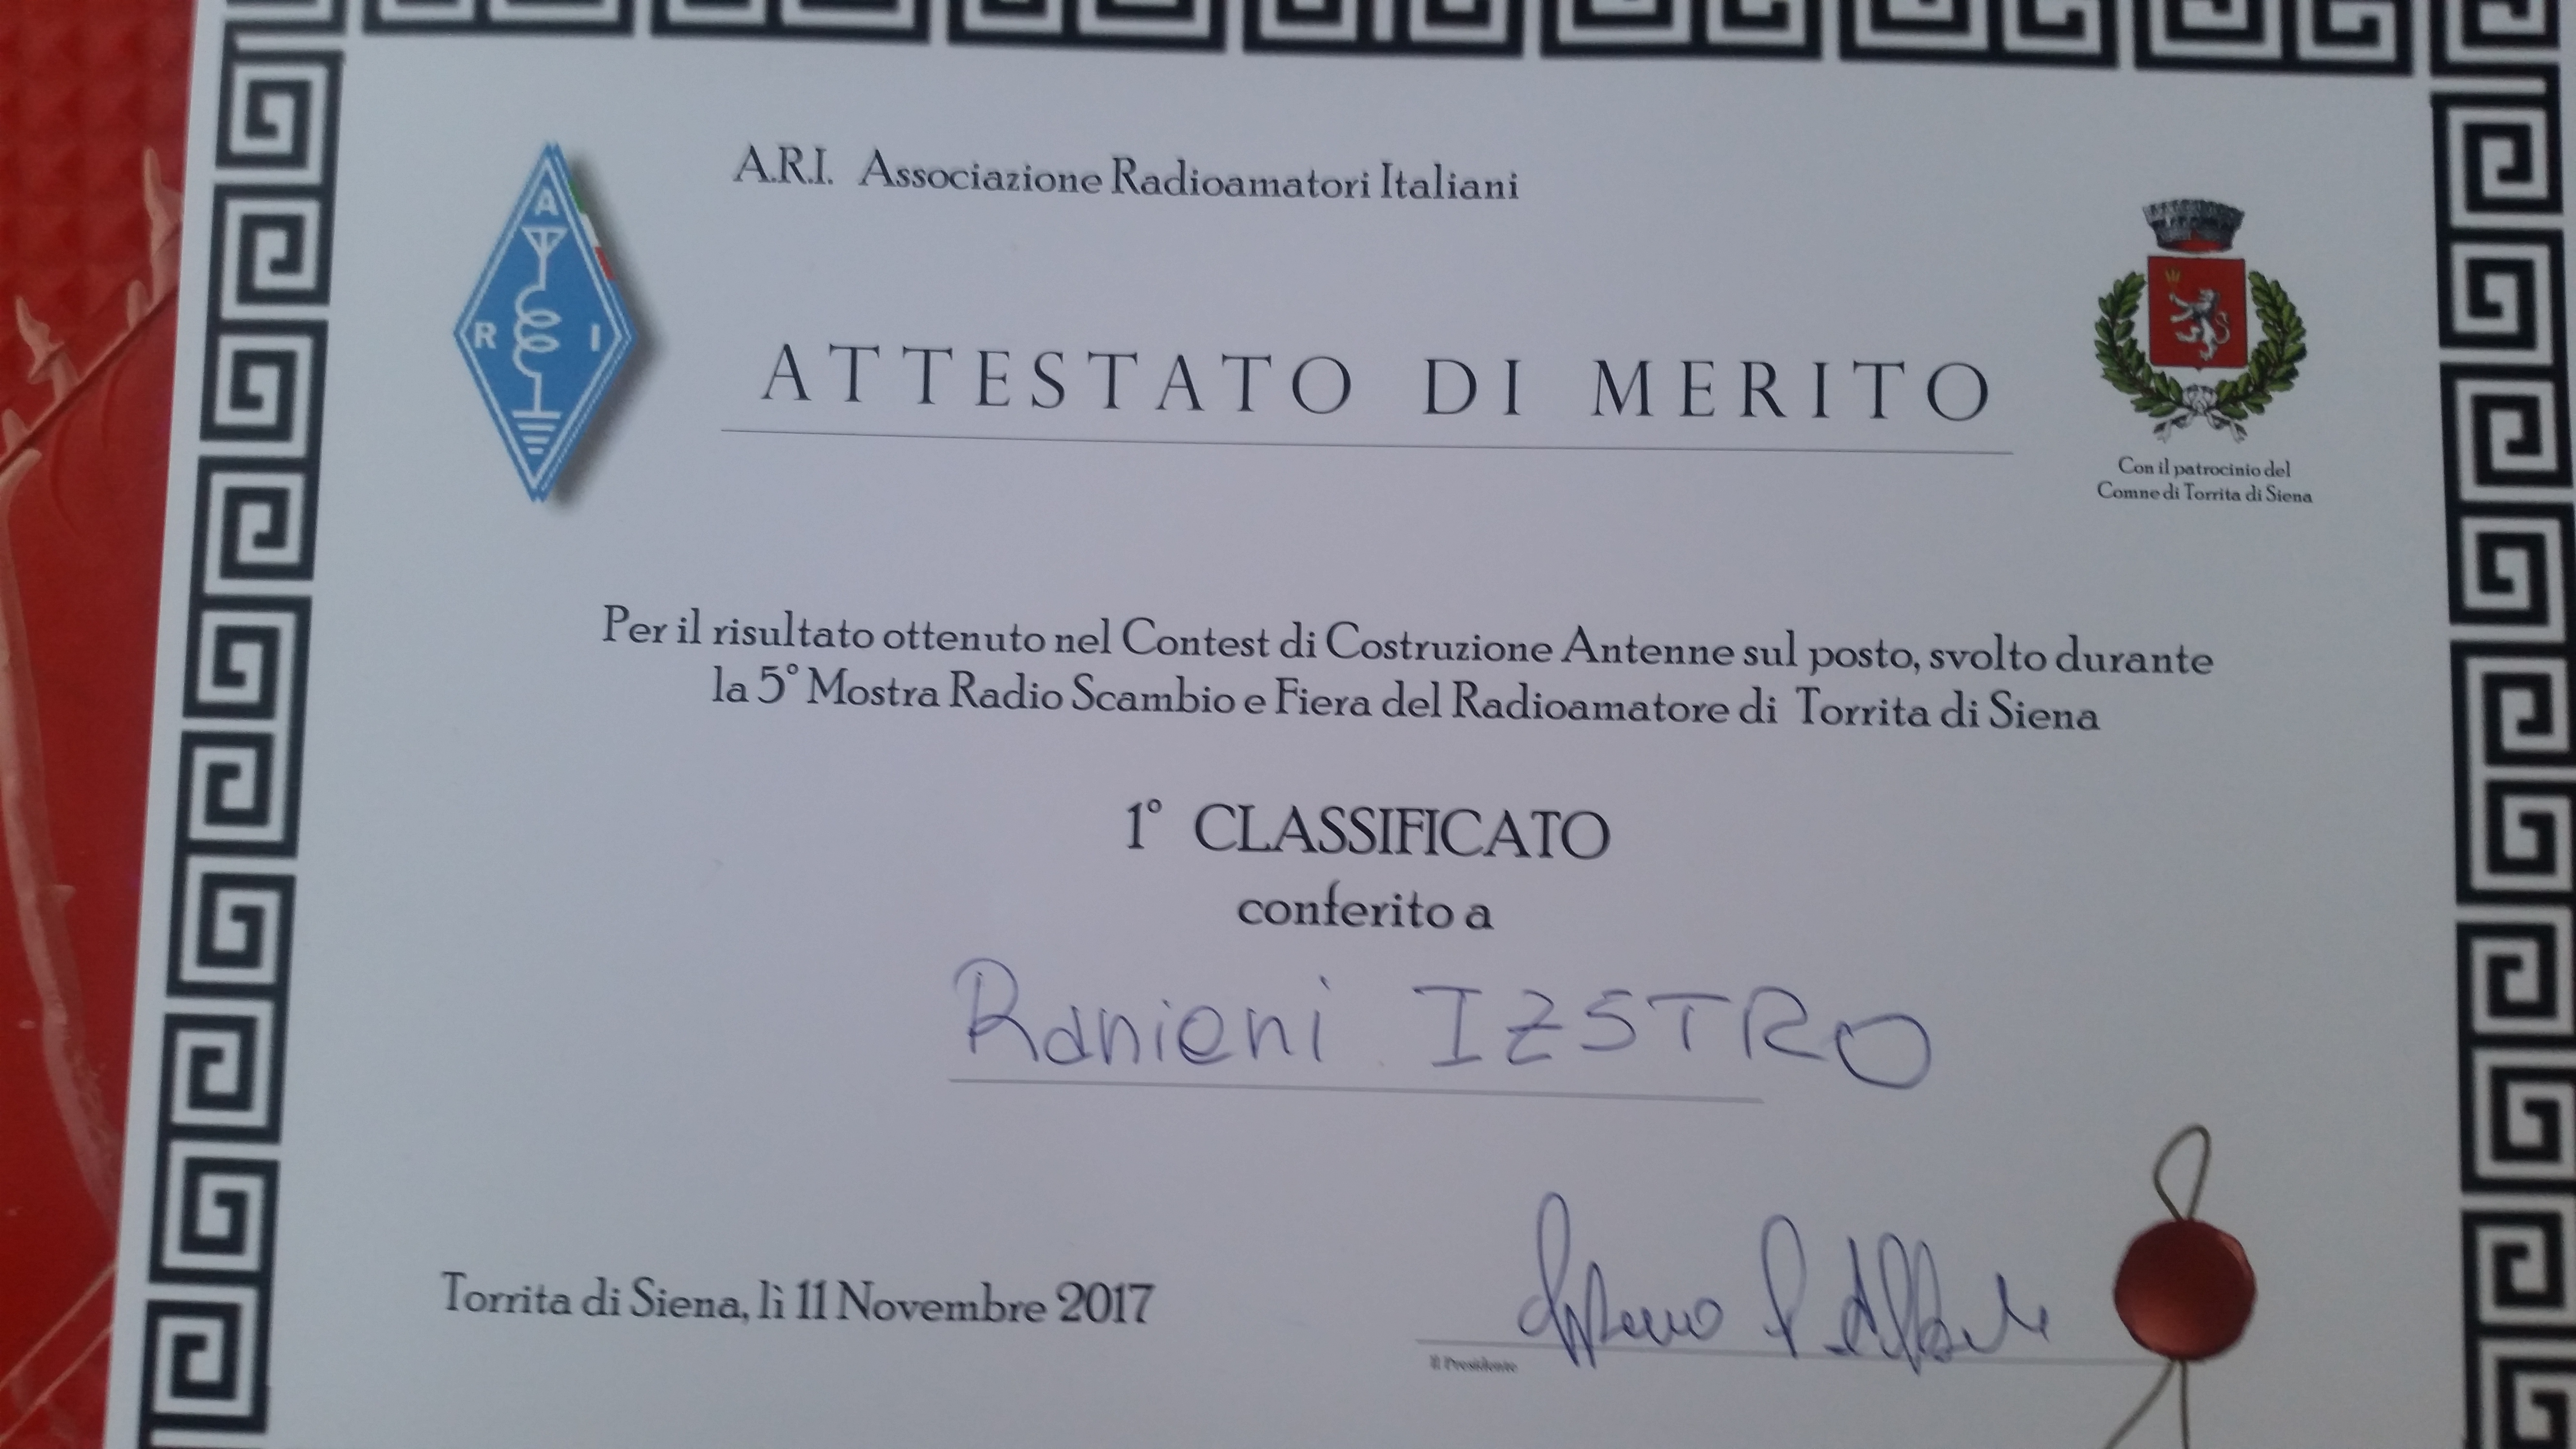 A.R.I. Associazione Radioamatori Italiani
A
R I
ATTESTATO DI MERITO
Con il patrocinio del
Comne di Torrita di Siena
Per il risultato ottenuto nel Contest di Costruzione Antenne sul posto, svolto durante
la 5° Mostra Radio Scambio e Fiera del Radioamatore di Torrita di Siena
1° CLASSIFICATO
conferito a
Ranieri IZ5TRO
Torrita di Siena, lì 11 Novembre 2017
Il Presidente